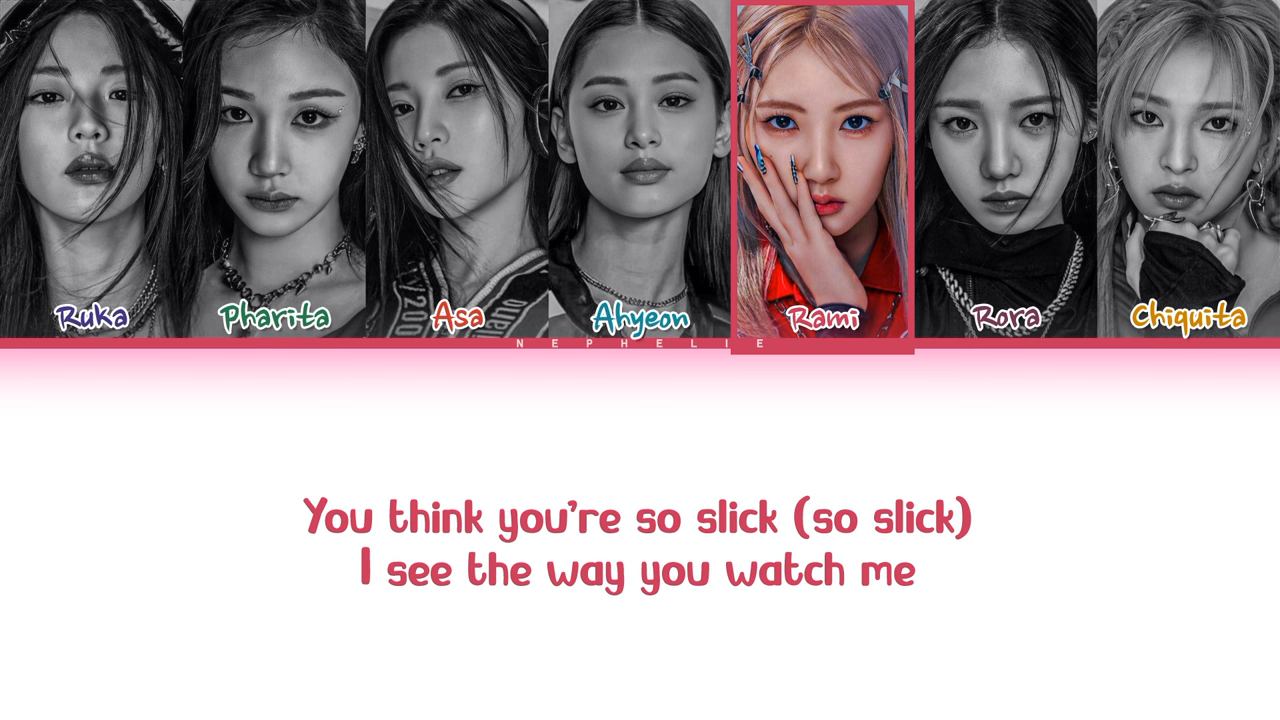 Ruka
Pharita
Asa
Ahyeon
Rami
Rora
Chiquita
NEPHELIE
You think you're so slick (so slick)
I see the way you watch me